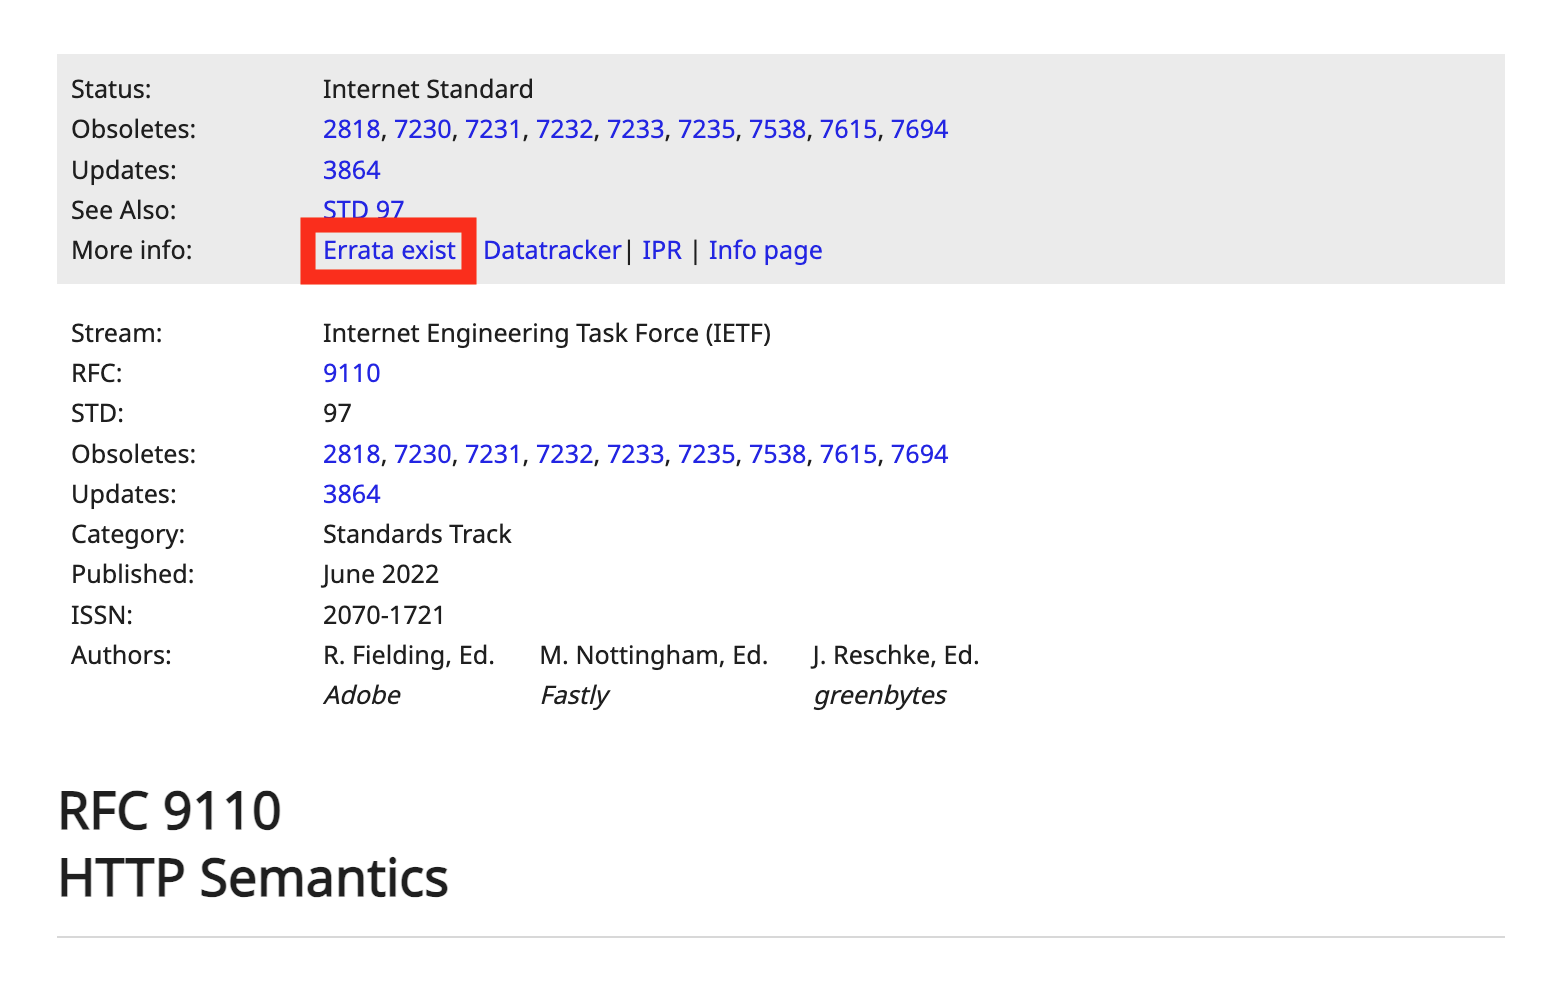 Status: Internet Standard
Obsoletes: 2818, 7230, 7231, 7232, 7233, 7235, 7538, 7615, 7694
Updates: 3864
See Also: STD 97
More info: Errata exist Datatracker| IPR | Info page
Stream: Internet Engineering Task Force (IETF)
RFC: 9110
STD: 97
Obsoletes: 2818, 7230, 7231, 7232, 7233, 7235, 7538, 7615, 7694
Updates: 3864
Category: Standards Track
Published: June 2022
ISSN: 2070-1721
Authors: R. Fielding, Ed. M. Nottingham, Ed. J. Reschke, Ed.
Adobe Fastly greenbytes
RFC 9110
HTTP Semantics